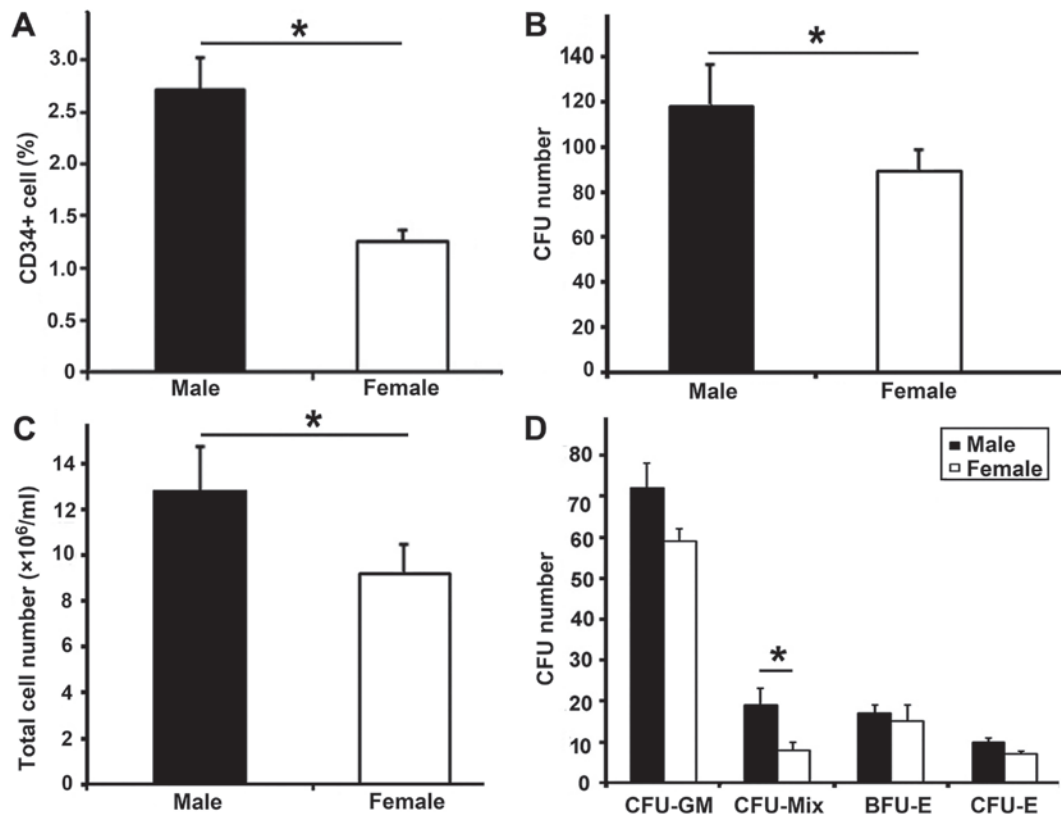 A
*
3.0
2.5
2.0
1.5
1.0
0.5
0
CD34+ cell (%)
Male Female
B
*
140
120
100
80
60
40
20
0
CFU number
Male Female
C
*
14
12
10
8
6
4
2
0
Total cell number (×10⁶/ml)
Male Female
D
Male
Female
*
80
70
60
50
40
30
20
10
0
CFU number
CFU-GM CFU-Mix BFU-E CFU-E